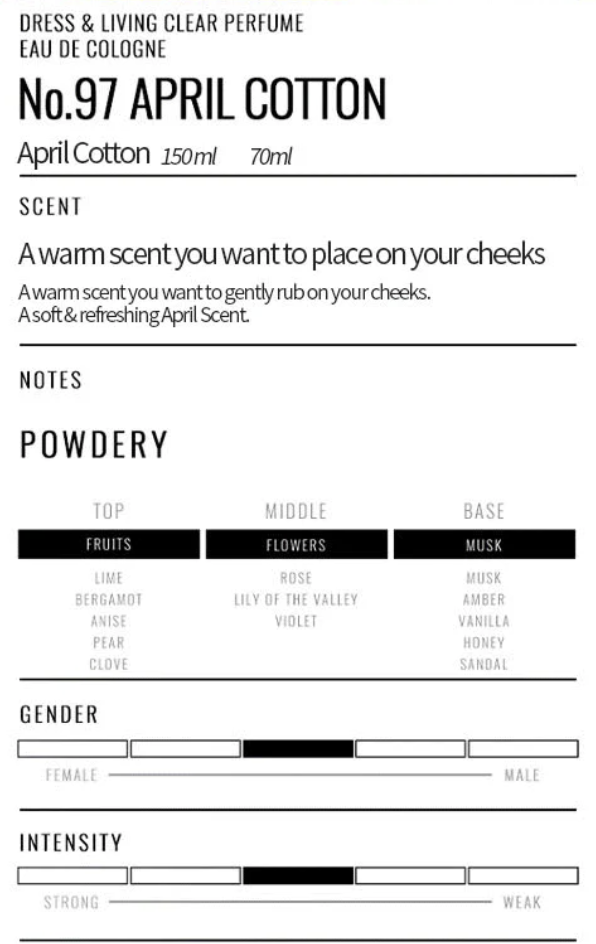 DRESS & LIVING CLEAR PERFUME
EAU DE COLOGNE
No.97 APRIL COTTON
April Cotton 150ml 70ml
SCENT
A warm scent you want to place on your cheeks
A warm scent you want to gently rub on your cheeks.
A soft & refreshing April Scent.
NOTES
POWDERY
TOP MIDDLE BASE
FRUITS FLOWERS MUSK
LIME ROSE MUSK
BERGAMOT LILY OF THE VALLEY AMBER
ANISE VIOLET VANILLA
PEAR HONEY
CLOVE SANDAL
GENDER
FEMALE MALE
INTENSITY
STRONG WEAK